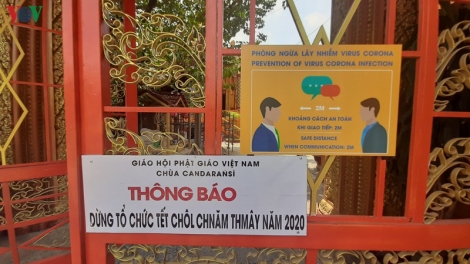 VOV
PHÒNG NGỪA LÂY NHIỄM VIRUS CORONA
PREVENTION OF VIRUS CORONA INFECTION
2M
KHOẢNG CÁCH AN TOÀN
KHI GIAO TIẾP: 2M
SAFE DISTANCE
WHEN COMMUNICATION: 2M
GIÁO HỘI PHẬT GIÁO VIỆT NAM
CHÙA CANDARANSI
THÔNG BÁO
DỪNG TỔ CHỨC TẾT CHÔL CHNĂM THMÂY NĂM 2020